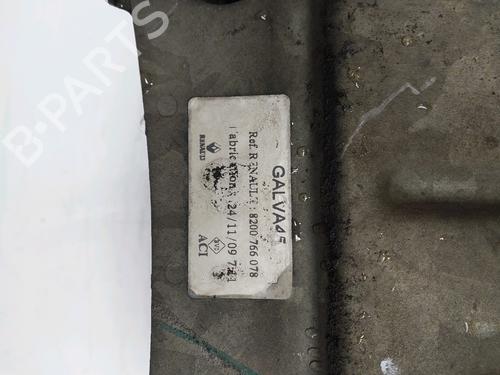 B-PARTS
GALVA
Ref. RENAULT : 8200 766 078
Fabrication : 24/11/09
RENAULT
ACI